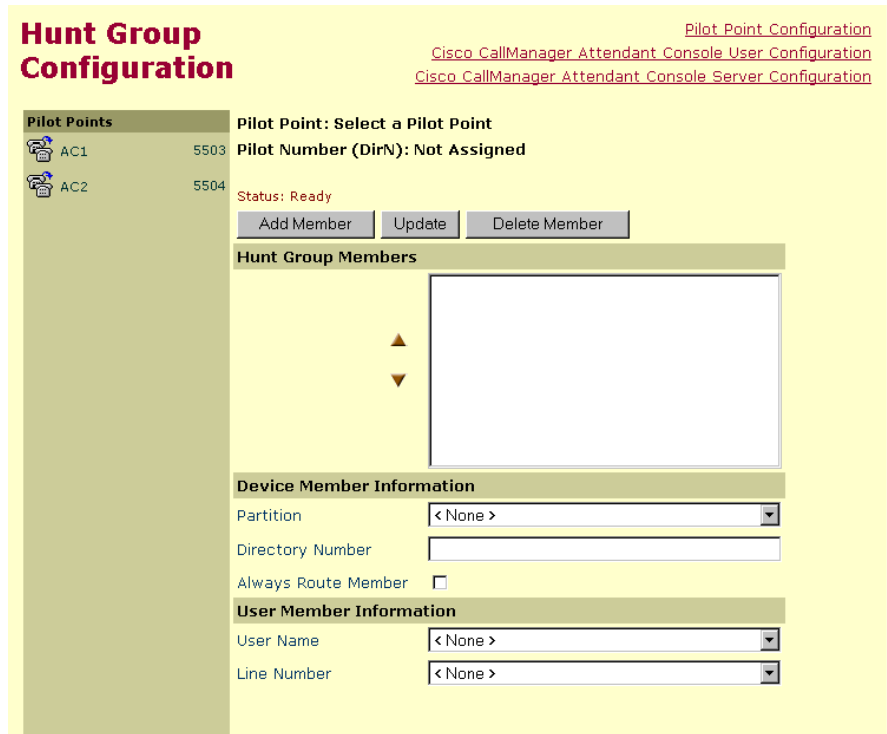 Hunt Group
Configuration
Pilot Point Configuration
Cisco CallManager Attendant Console User Configuration
Cisco CallManager Attendant Console Server Configuration
Pilot Points
AC1 5503
AC2 5504
Pilot Point: Select a Pilot Point
Pilot Number (DirN): Not Assigned
Status: Ready
Add Member Update Delete Member
Hunt Group Members
Device Member Information
Partition < None >
Directory Number
Always Route Member
User Member Information
User Name < None >
Line Number < None >